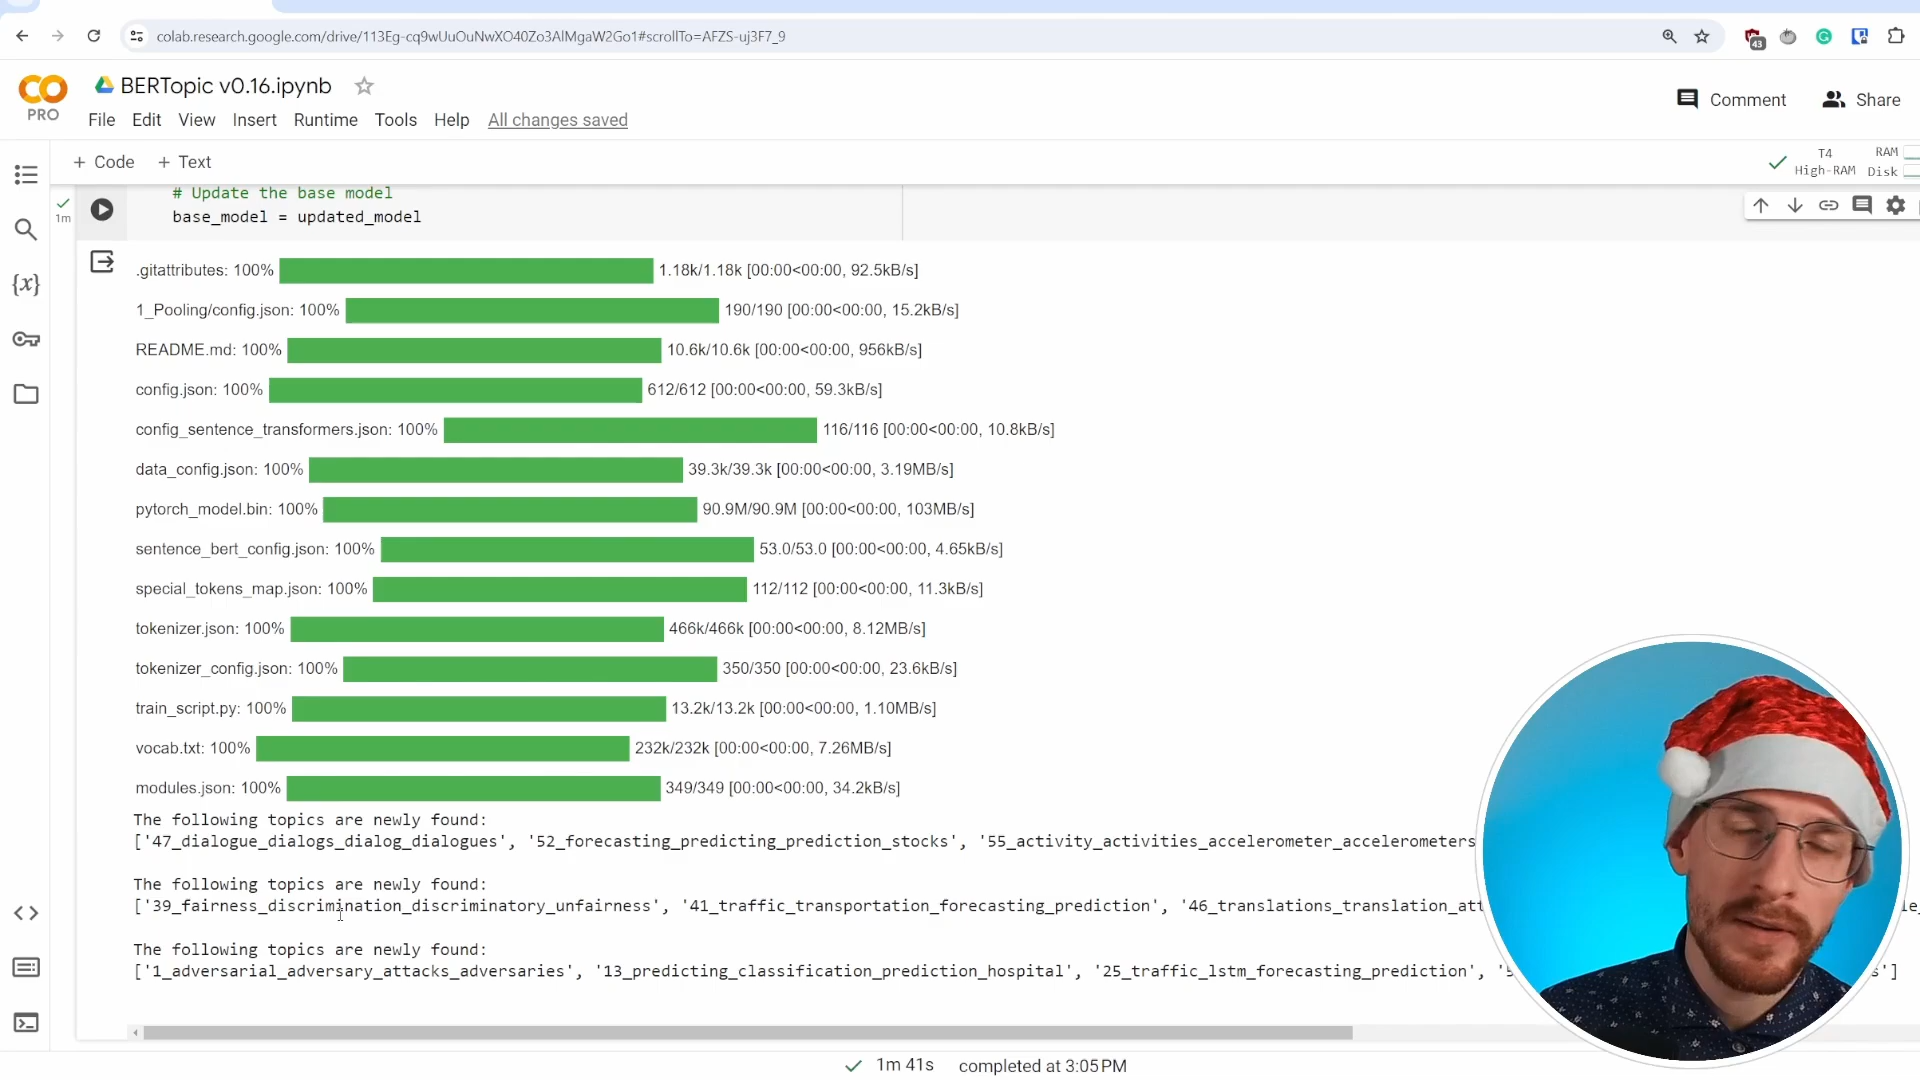 colab.research.google.com/drive/113Eg-cq9wUuOuNwXO40Zo3AlMgaW2Go1#scrollTo=AFZS-uj3F7_9
43
CO
PRO
BERTopic v0.16.ipynb
Comment
Share
File Edit View Insert Runtime Tools Help All changes saved
+ Code + Text
T4
High-RAM
RAM
Disk
1m
# Update the base model
base_model = updated_model
{x}
.gitattributes: 100% 1.18k/1.18k [00:00<00:00, 92.5kB/s]
1_Pooling/config.json: 100% 190/190 [00:00<00:00, 15.2kB/s]
README.md: 100% 10.6k/10.6k [00:00<00:00, 956kB/s]
config.json: 100% 612/612 [00:00<00:00, 59.3kB/s]
config_sentence_transformers.json: 100% 116/116 [00:00<00:00, 10.8kB/s]
data_config.json: 100% 39.3k/39.3k [00:00<00:00, 3.19MB/s]
pytorch_model.bin: 100% 90.9M/90.9M [00:00<00:00, 103MB/s]
sentence_bert_config.json: 100% 53.0/53.0 [00:00<00:00, 4.65kB/s]
special_tokens_map.json: 100% 112/112 [00:00<00:00, 11.3kB/s]
tokenizer.json: 100% 466k/466k [00:00<00:00, 8.12MB/s]
tokenizer_config.json: 100% 350/350 [00:00<00:00, 23.6kB/s]
train_script.py: 100% 13.2k/13.2k [00:00<00:00, 1.10MB/s]
vocab.txt: 100% 232k/232k [00:00<00:00, 7.26MB/s]
modules.json: 100% 349/349 [00:00<00:00, 34.2kB/s]
The following topics are newly found:
['47_dialogue_dialogs_dialog_dialogues', '52_forecasting_predicting_prediction_stocks', '55_activity_activities_accelerometer_accelerometers
The following topics are newly found:
['39_fairness_discrimination_discriminatory_unfairness', '41_traffic_transportation_forecasting_prediction', '46_translations_translation_att
The following topics are newly found:
['1_adversarial_adversary_attacks_adversaries', '13_predicting_classification_prediction_hospital', '25_traffic_lstm_forecasting_prediction', s']
1m 41s completed at 3:05 PM